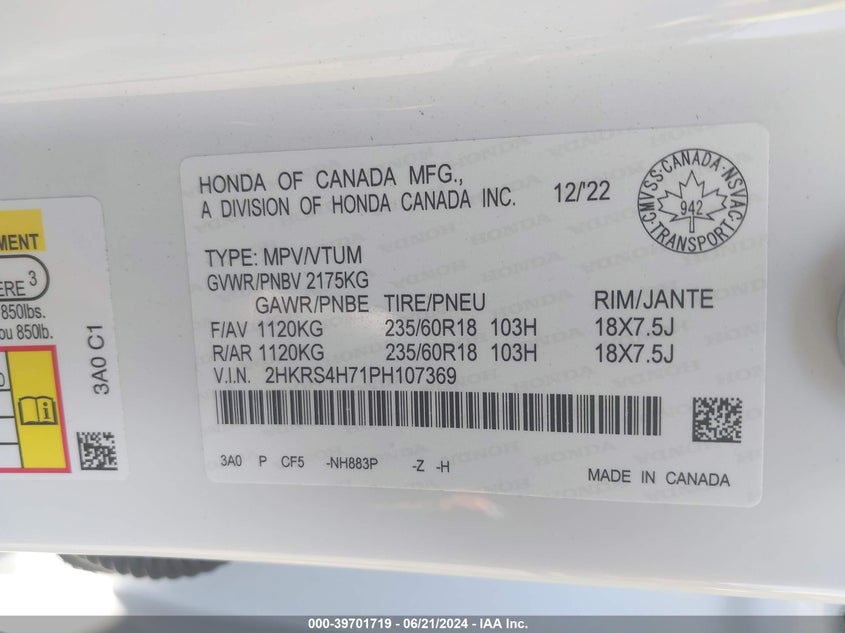 MENT
ERE 3
850lbs.
ou 850lb.
3A0 C1
HONDA OF CANADA MFG.,
A DIVISION OF HONDA CANADA INC.
12/'22
CMVSS·CANADA·NSVAC·TRANSPORT·
942
TYPE: MPV/VTUM
GVWR/PNBV 2175KG
GAWR/PNBE TIRE/PNEU RIM/JANTE
F/AV 1120KG 235/60R18 103H 18X7.5J
R/AR 1120KG 235/60R18 103H 18X7.5J
V.I.N. 2HKRS4H71PH107369
3A0 P CF5 -NH883P -Z -H
MADE IN CANADA
000-39701719 - 06/21/2024 - IAA Inc.